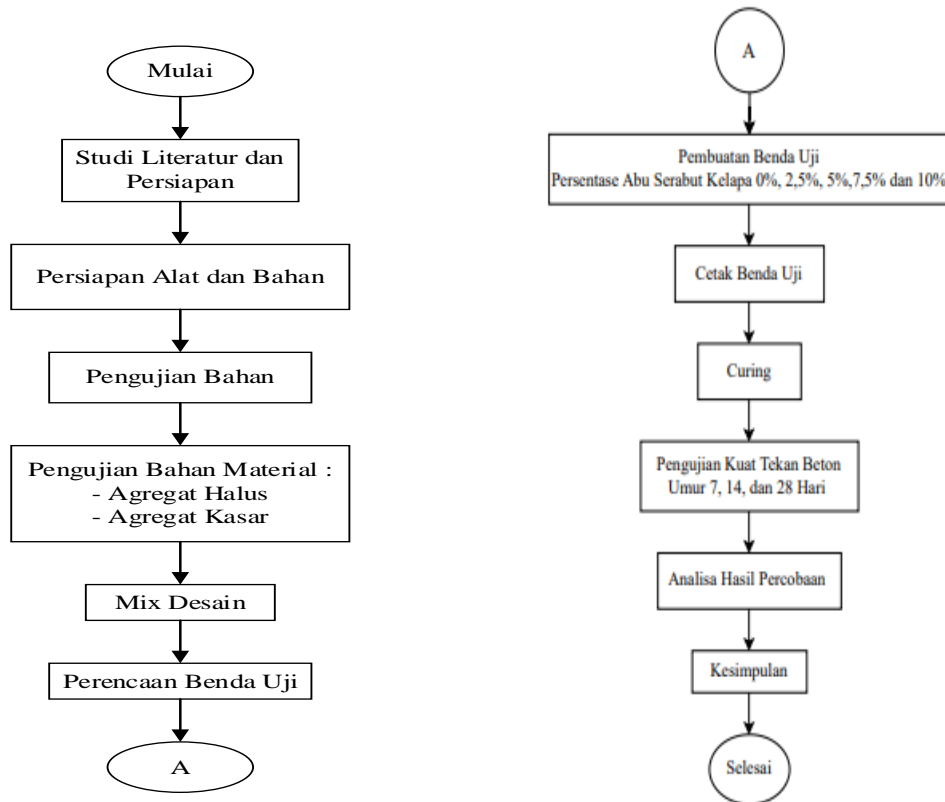 Mulai
Studi Literatur dan
Persiapan
Persiapan Alat dan Bahan
Pengujian Bahan
Pengujian Bahan Material :
- Agregat Halus
- Agregat Kasar
Mix Desain
Perencaan Benda Uji
A
A
Pembuatan Benda Uji
Persentase Abu Serabut Kelapa 0%, 2,5%, 5%,7,5% dan 10%
Cetak Benda Uji
Curing
Pengujian Kuat Tekan Beton
Umur 7, 14, dan 28 Hari
Analisa Hasil Percobaan
Kesimpulan
Selesai